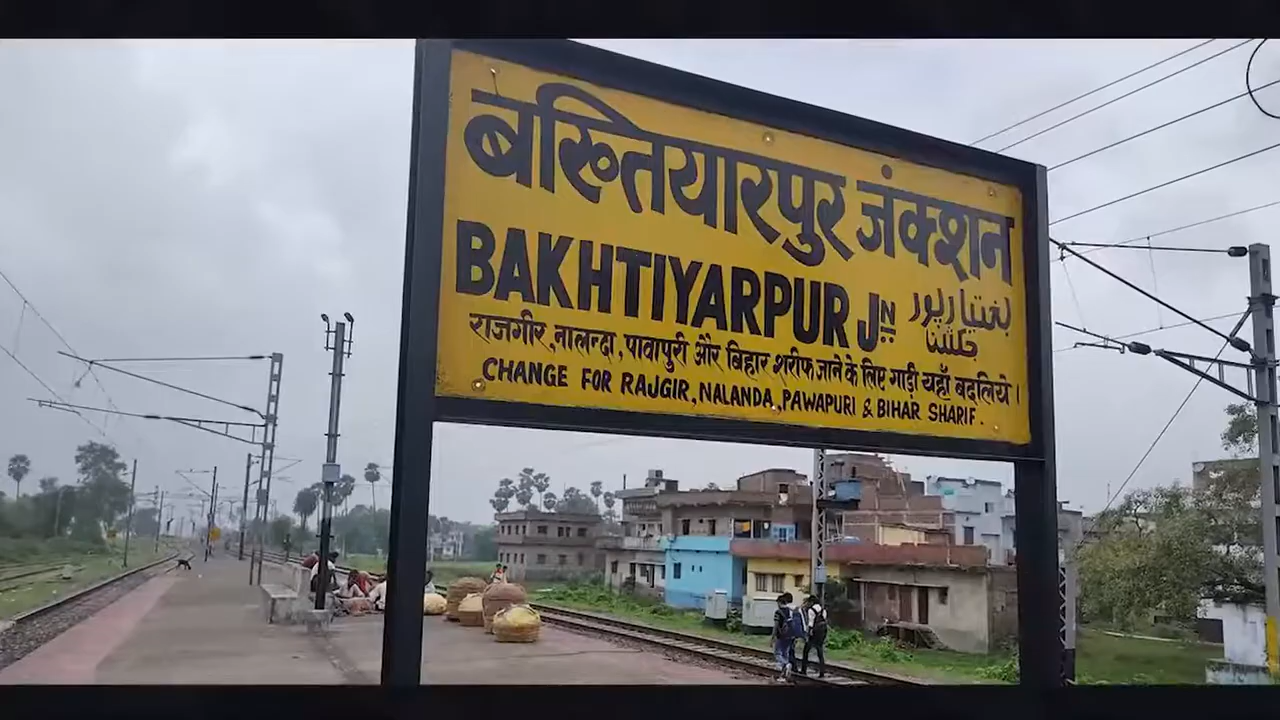 बख्तियारपुर जंक्शन
BAKHTIYARPUR JN
بختیارپور
جنکشن
राजगीर, नालन्दा, पावापुरी और बिहार शरीफ जाने के लिए गाड़ी यहाँ बदलिये।
CHANGE FOR RAJGIR, NALANDA, PAWAPURI & BIHAR SHARIF.